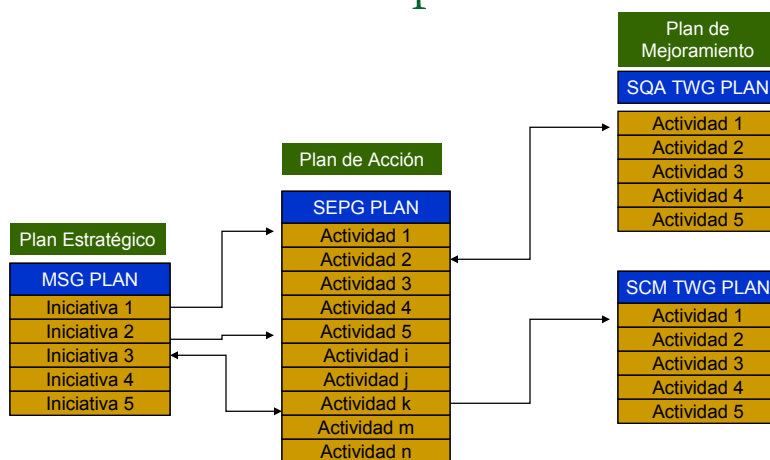 Plan de
Mejoramiento
SQA TWG PLAN
Actividad 1
Actividad 2
Actividad 3
Actividad 4
Actividad 5
Plan de Acción
SEPG PLAN
Actividad 1
Actividad 2
Actividad 3
Actividad 4
Actividad 5
Actividad i
Actividad j
Actividad k
Actividad m
Actividad n
Plan Estratégico
MSG PLAN
Iniciativa 1
Iniciativa 2
Iniciativa 3
Iniciativa 4
Iniciativa 5
SCM TWG PLAN
Actividad 1
Actividad 2
Actividad 3
Actividad 4
Actividad 5